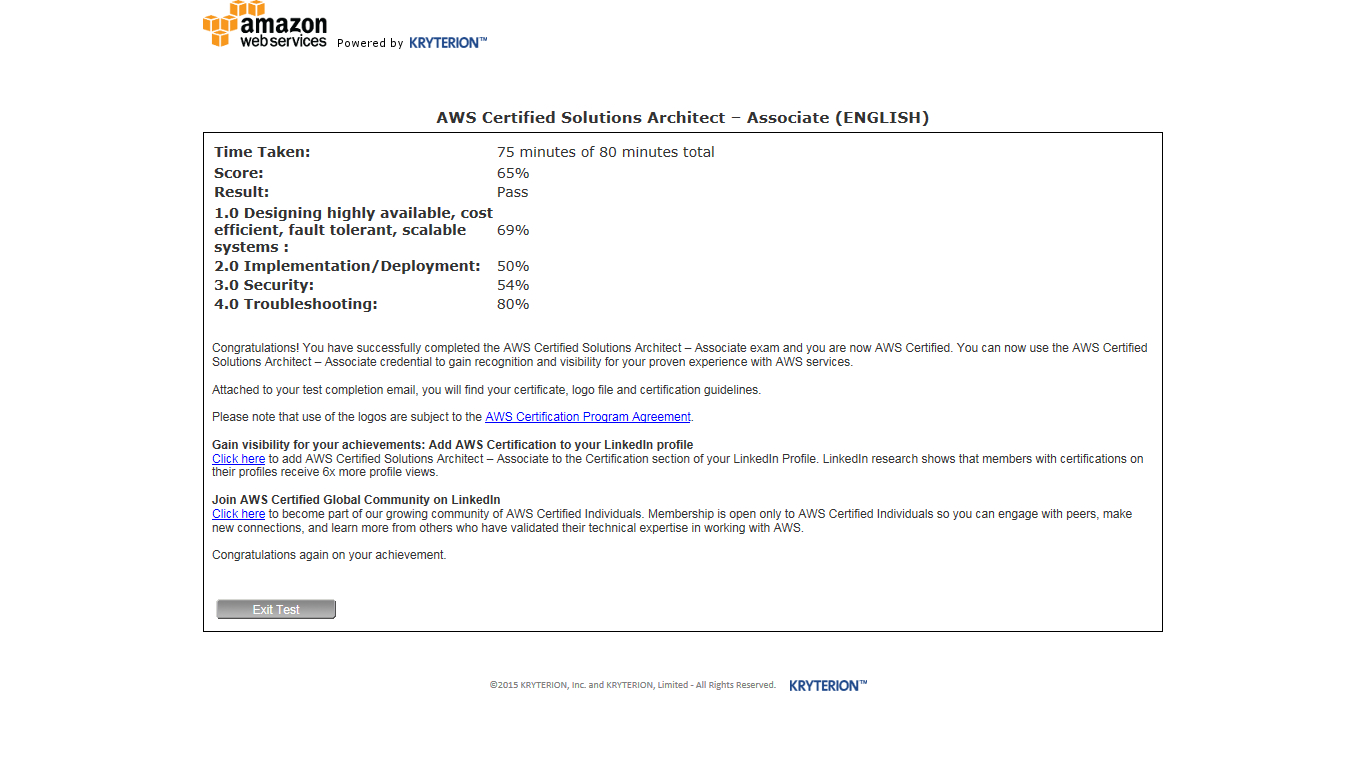 amazon
web services Powered by KRYTERION™
AWS Certified Solutions Architect – Associate (ENGLISH)
Time Taken: 75 minutes of 80 minutes total
Score: 65%
Result: Pass
1.0 Designing highly available, cost
efficient, fault tolerant, scalable 69%
systems :
2.0 Implementation/Deployment: 50%
3.0 Security: 54%
4.0 Troubleshooting: 80%
Congratulations! You have successfully completed the AWS Certified Solutions Architect – Associate exam and you are now AWS Certified. You can now use the AWS Certified
Solutions Architect – Associate credential to gain recognition and visibility for your proven experience with AWS services.
Attached to your test completion email, you will find your certificate, logo file and certification guidelines.
Please note that use of the logos are subject to the AWS Certification Program Agreement.
Gain visibility for your achievements: Add AWS Certification to your LinkedIn profile
Click here to add AWS Certified Solutions Architect – Associate to the Certification section of your LinkedIn Profile. LinkedIn research shows that members with certifications on
their profiles receive 6x more profile views.
Join AWS Certified Global Community on LinkedIn
Click here to become part of our growing community of AWS Certified Individuals. Membership is open only to AWS Certified Individuals so you can engage with peers, make
new connections, and learn more from others who have validated their technical expertise in working with AWS.
Congratulations again on your achievement.
Exit Test
©2015 KRYTERION, Inc. and KRYTERION, Limited - All Rights Reserved. KRYTERION™